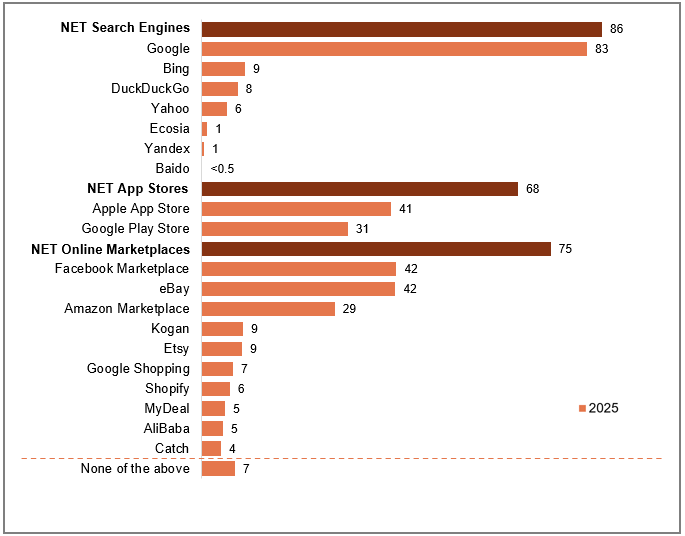 NET Search Engines 86
Google 83
Bing 9
DuckDuckGo 8
Yahoo 6
Ecosia 1
Yandex 1
Baido <0.5
NET App Stores 68
Apple App Store 41
Google Play Store 31
NET Online Marketplaces 75
Facebook Marketplace 42
eBay 42
Amazon Marketplace 29
Kogan 9
Etsy 9
Google Shopping 7
Shopify 6
MyDeal 5
2025
AliBaba 5
Catch 4
None of the above 7